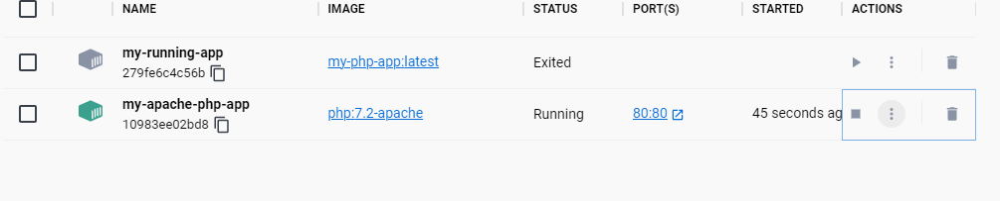 NAME IMAGE STATUS PORT(S) STARTED ACTIONS
my-running-app
279fe6c4c56b
my-php-app:latest
Exited
my-apache-php-app
10983ee02bd8
php:7.2-apache
Running
80:80
45 seconds ag